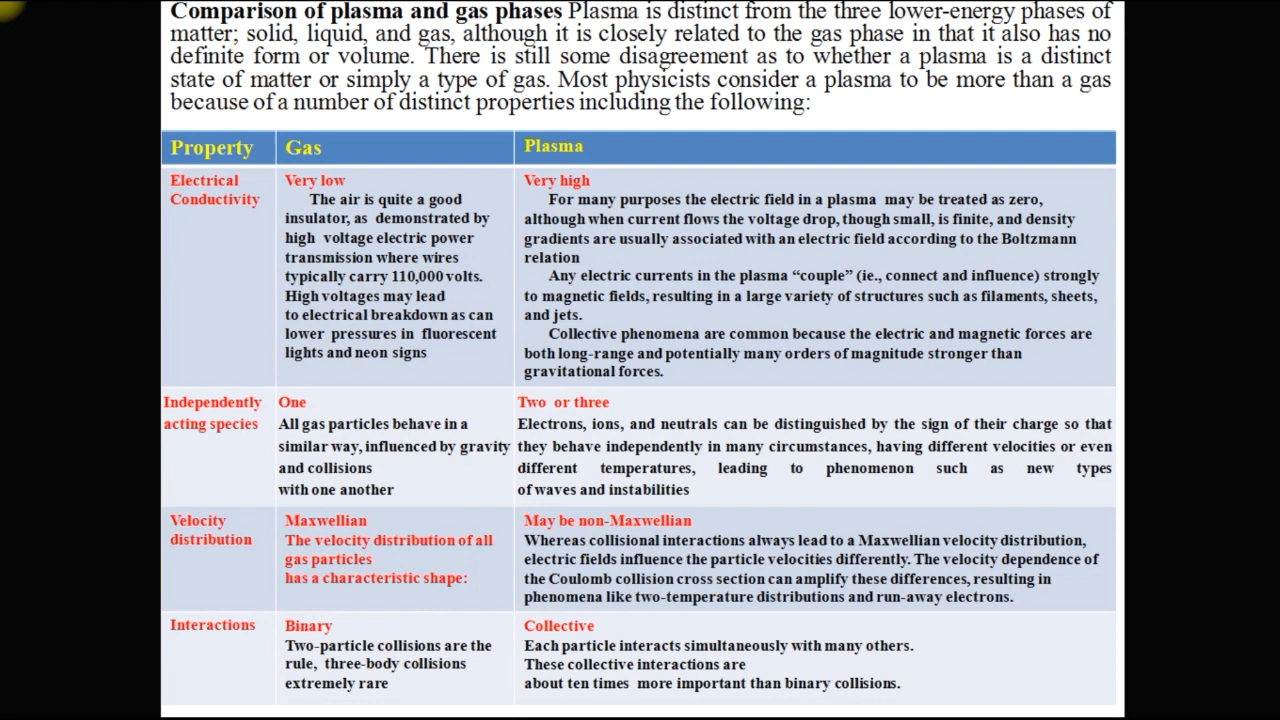 Comparison of plasma and gas phases Plasma is distinct from the three lower-energy phases of
matter; solid, liquid, and gas, although it is closely related to the gas phase in that it also has no
definite form or volume. There is still some disagreement as to whether a plasma is a distinct
state of matter or simply a type of gas. Most physicists consider a plasma to be more than a gas
because of a number of distinct properties including the following:
Property
Gas
Plasma
Electrical
Conductivity
Very low
The air is quite a good
insulator, as demonstrated by
high voltage electric power
transmission where wires
typically carry 110,000 volts.
High voltages may lead
to electrical breakdown as can
lower pressures in fluorescent
lights and neon signs
Very high
For many purposes the electric field in a plasma may be treated as zero,
although when current flows the voltage drop, though small, is finite, and density
gradients are usually associated with an electric field according to the Boltzmann
relation
Any electric currents in the plasma “couple” (ie., connect and influence) strongly
to magnetic fields, resulting in a large variety of structures such as filaments, sheets,
and jets.
Collective phenomena are common because the electric and magnetic forces are
both long-range and potentially many orders of magnitude stronger than
gravitational forces.
Independently
acting species
One
All gas particles behave in a
similar way, influenced by gravity
and collisions
with one another
Two or three
Electrons, ions, and neutrals can be distinguished by the sign of their charge so that
they behave independently in many circumstances, having different velocities or even
different temperatures, leading to phenomenon such as new types
of waves and instabilities
Velocity
distribution
Maxwellian
The velocity distribution of all
gas particles
has a characteristic shape:
May be non-Maxwellian
Whereas collisional interactions always lead to a Maxwellian velocity distribution,
electric fields influence the particle velocities differently. The velocity dependence of
the Coulomb collision cross section can amplify these differences, resulting in
phenomena like two-temperature distributions and run-away electrons.
Interactions
Binary
Two-particle collisions are the
rule, three-body collisions
extremely rare
Collective
Each particle interacts simultaneously with many others.
These collective interactions are
about ten times more important than binary collisions.